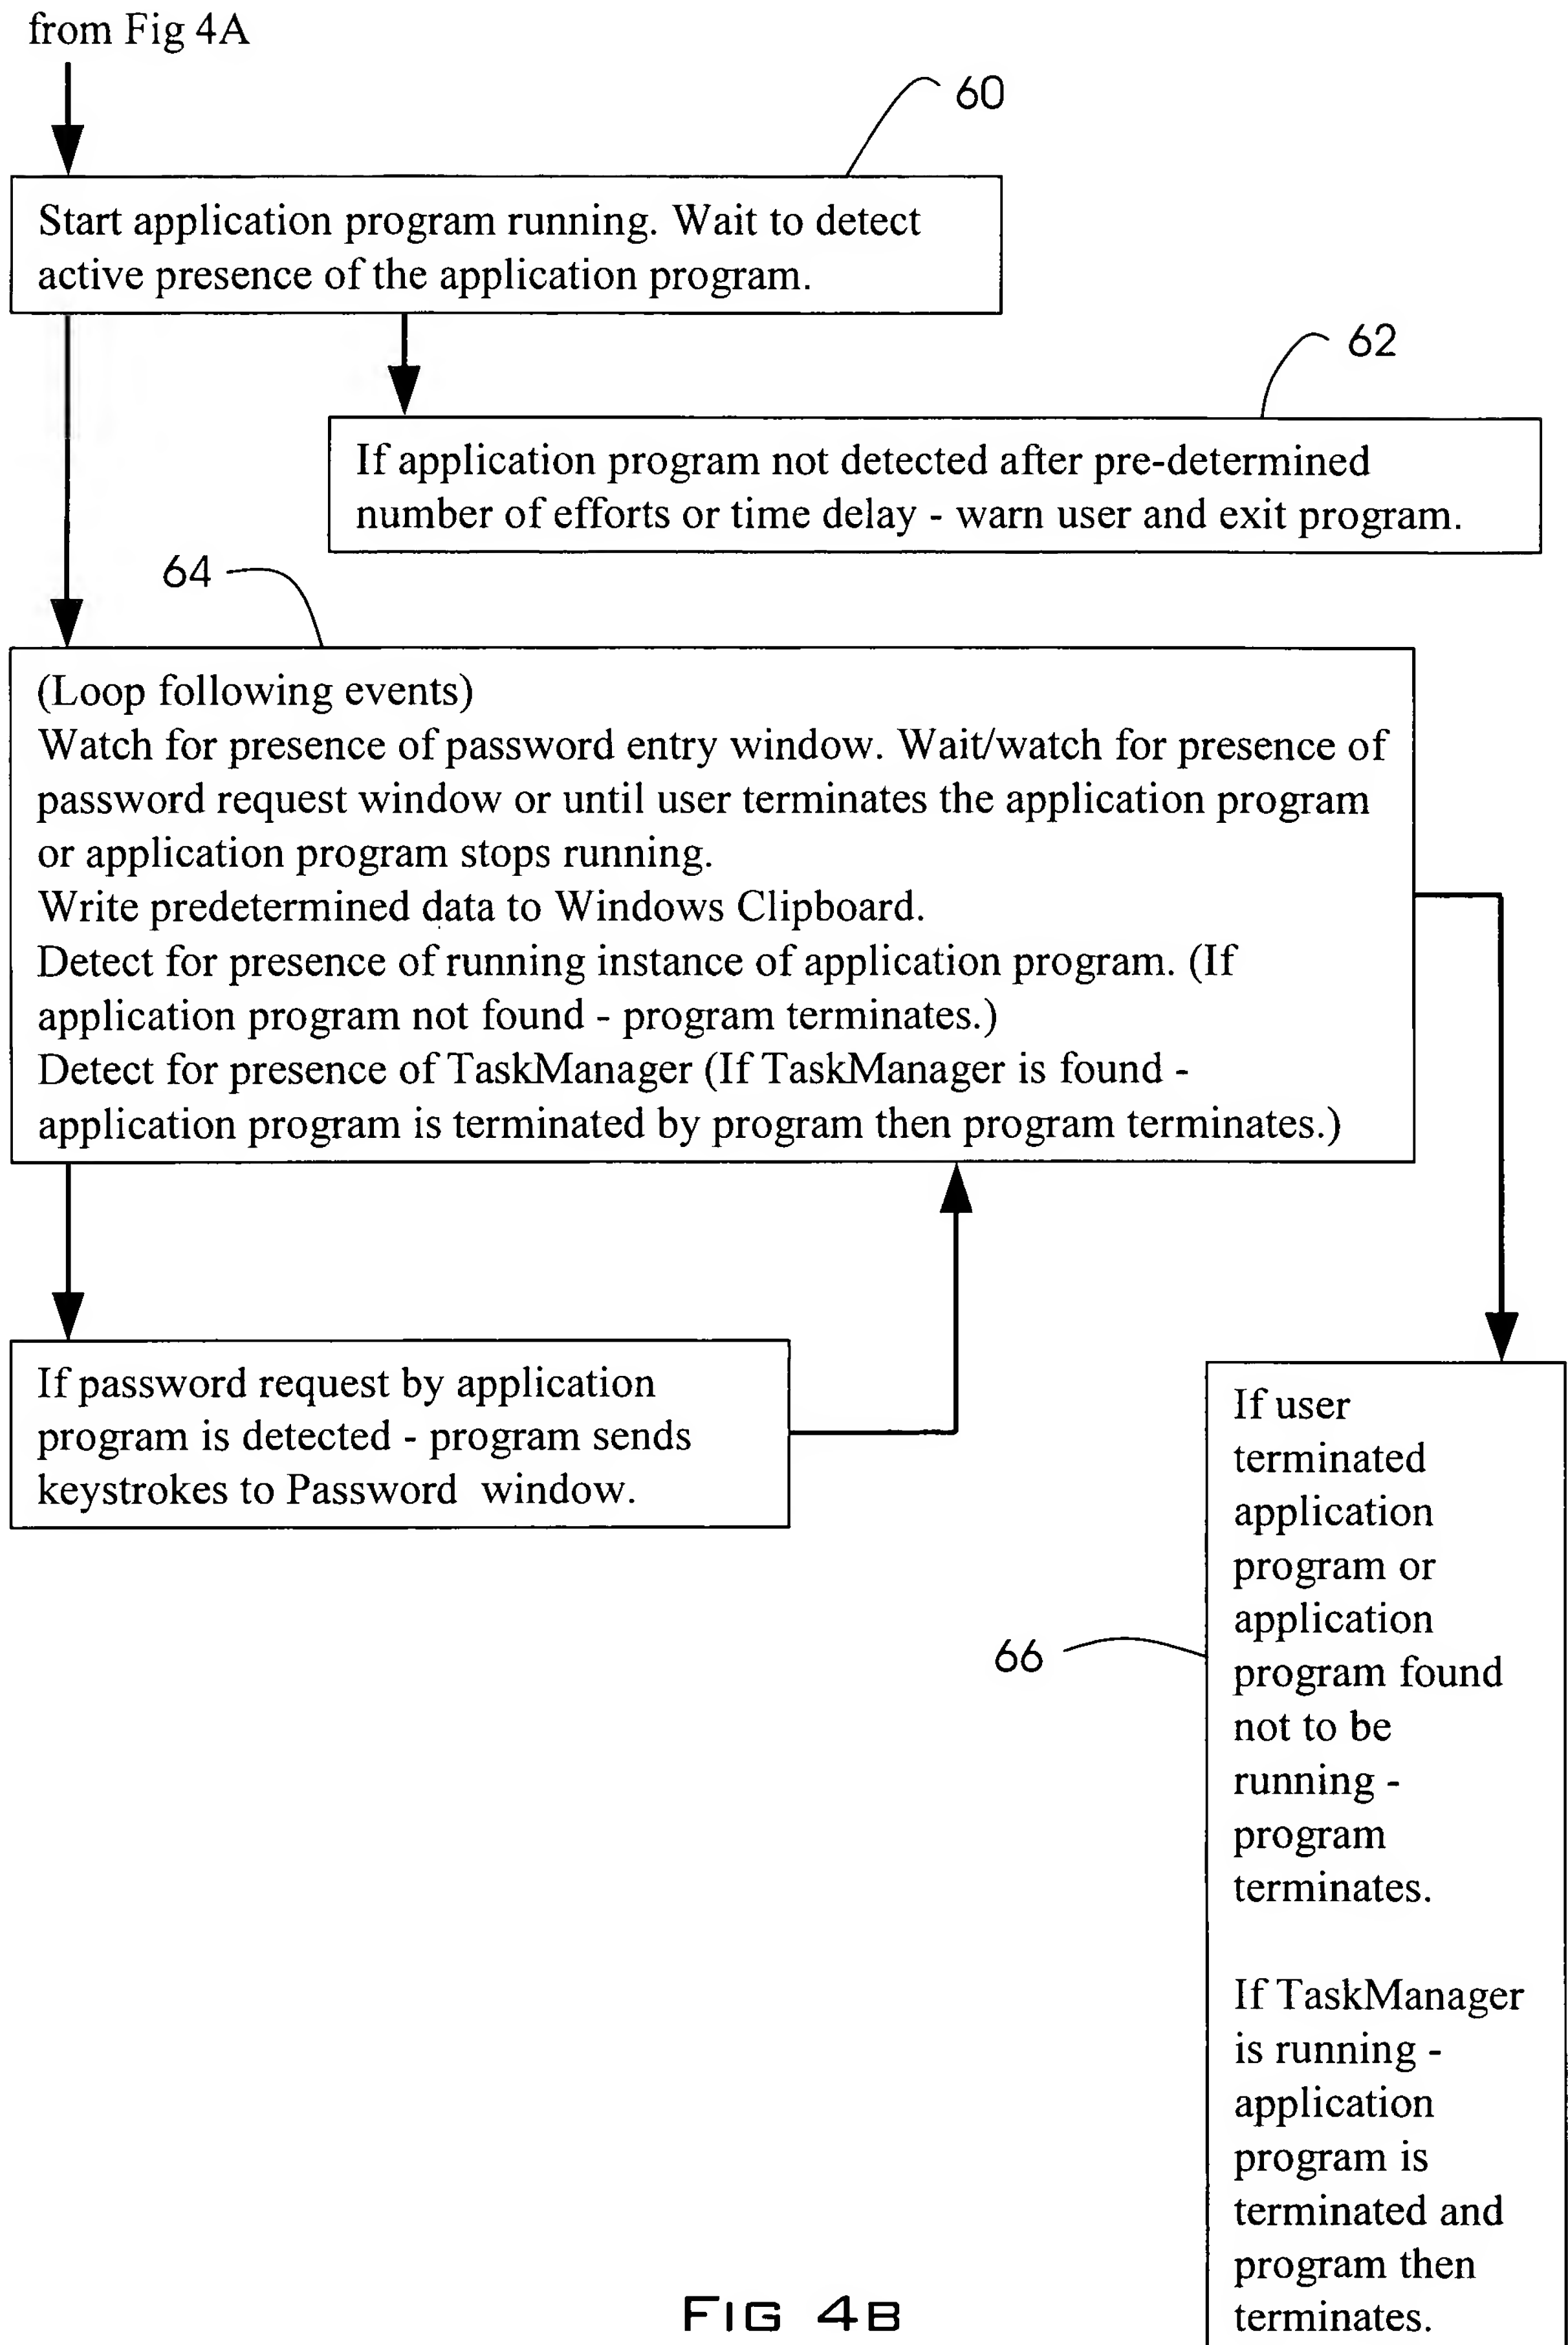 from Fig 4A
60
Start application program running. Wait to detect
active presence of the application program.
62
If application program not detected after pre-determined
number of efforts or time delay - warn user and exit program.
64
(Loop following events)
Watch for presence of password entry window. Wait/watch for presence of
password request window or until user terminates the application program
or application program stops running.
Write predetermined data to Windows Clipboard.
Detect for presence of running instance of application program. (If
application program not found - program terminates.)
Detect for presence of TaskManager (If TaskManager is found -
application program is terminated by program then program terminates.)
If password request by application
program is detected - program sends
keystrokes to Password window.
66
If user
terminated
application
program or
application
program found
not to be
running -
program
terminates.
If TaskManager
is running -
application
program is
terminated and
program then
terminates.
FIG 4B